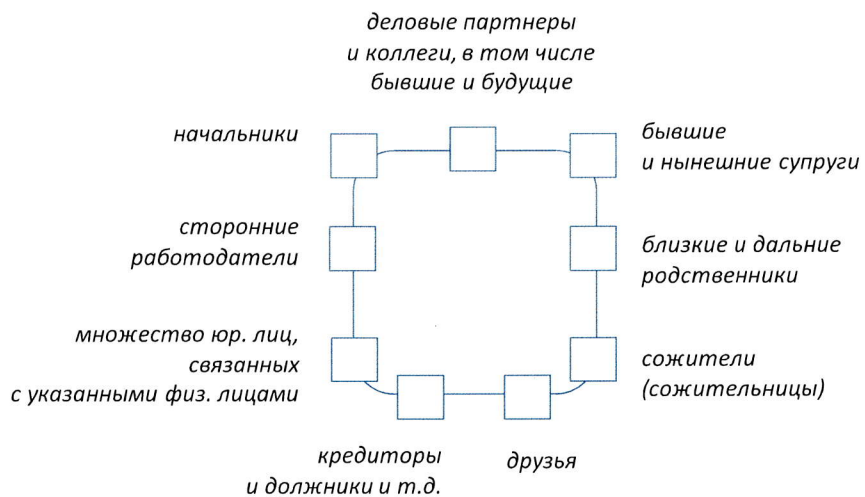 деловые партнеры
и коллеги, в том числе
бывшие и будущие
начальники
бывшие
и нынешние супруги
сторонние
работодатели
близкие и дальние
родственники
множество юр. лиц,
связанных
с указанными физ. лицами
сожители
(сожительницы)
кредиторы
и должники и т.д.
друзья